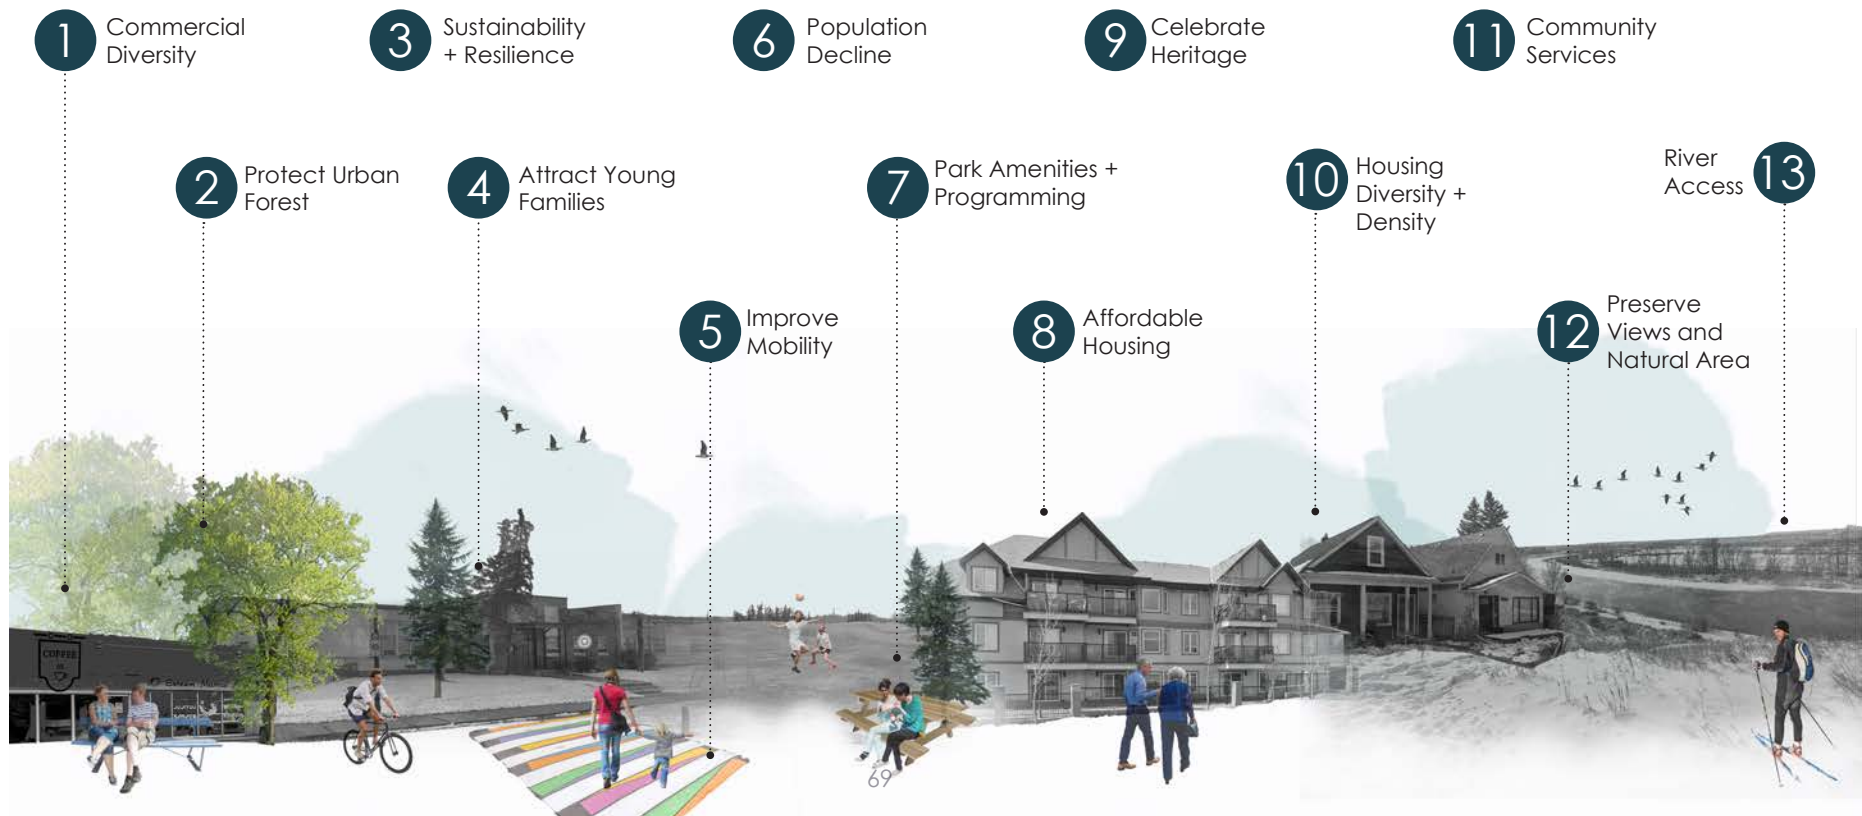 1
Commercial
Diversity
2
Protect Urban
Forest
3
Sustainability
+ Resilience
4
Attract Young
Families
5
Improve
Mobility
6
Population
Decline
7
Park Amenities +
Programming
8
Affordable
Housing
9
Celebrate
Heritage
10
Housing
Diversity +
Density
11
Community
Services
12
Preserve
Views and
Natural Area
13
River
Access
COFFEE
69